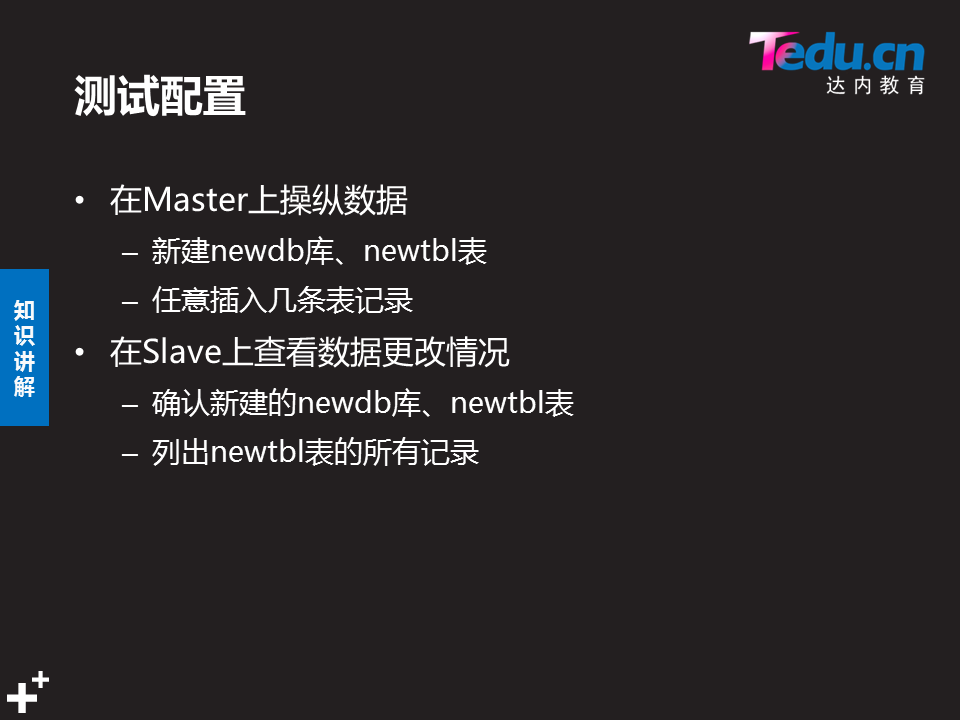 Tedu.cn
达内教育
测试配置
• 在Master上操纵数据
– 新建newdb库、newtbl表
– 任意插入几条表记录
• 在Slave上查看数据更改情况
– 确认新建的newdb库、newtbl表
– 列出newtbl表的所有记录
知
识
讲
解